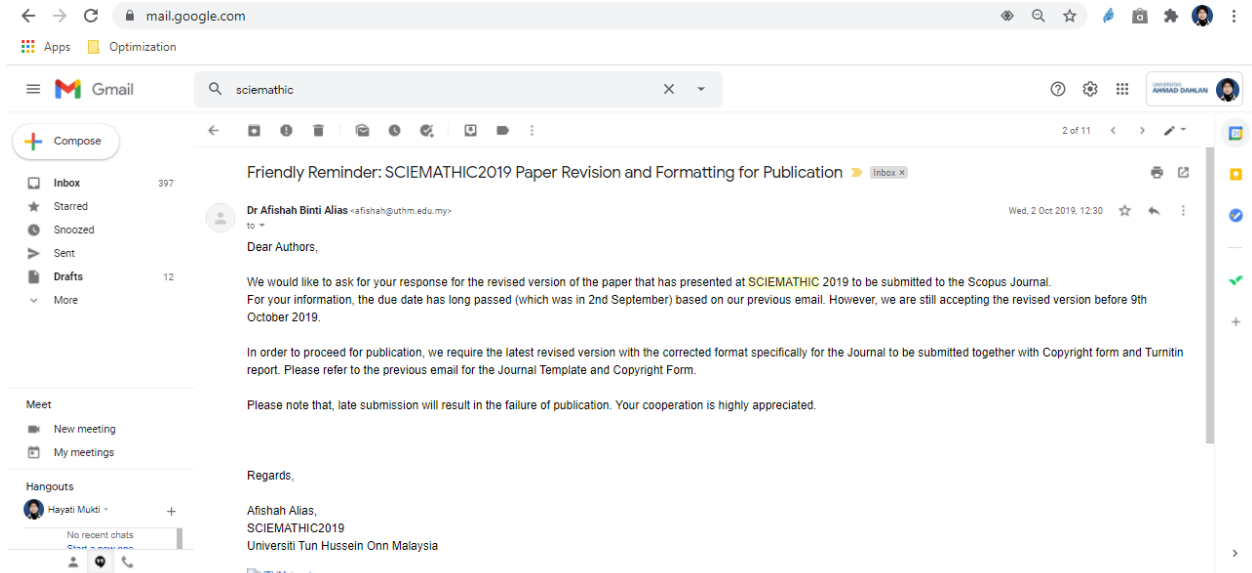 mail.google.com
Apps
Optimization
Gmail
sciemathic
UNIVERSITAS
AHMAD DAHLAN
Compose
2 of 11
Inbox 397
Starred
Snoozed
Sent
Drafts 12
More
Friendly Reminder: SCIEMATHIC2019 Paper Revision and Formatting for Publication
Inbox ×
Dr Afishah Binti Alias <afishah@uthm.edu.my>
Wed, 2 Oct 2019, 12:30
to
Dear Authors,
We would like to ask for your response for the revised version of the paper that has presented at SCIEMATHIC 2019 to be submitted to the Scopus Journal.
For your information, the due date has long passed (which was in 2nd September) based on our previous email. However, we are still accepting the revised version before 9th
October 2019.
In order to proceed for publication, we require the latest revised version with the corrected format specifically for the Journal to be submitted together with Copyright form and Turnitin
report. Please refer to the previous email for the Journal Template and Copyright Form.
Please note that, late submission will result in the failure of publication. Your cooperation is highly appreciated.
Regards,
Afishah Alias,
SCIEMATHIC2019
Universiti Tun Hussein Onn Malaysia
Meet
New meeting
My meetings
Hangouts
Hayati Mukti
No recent chats
Start a new one